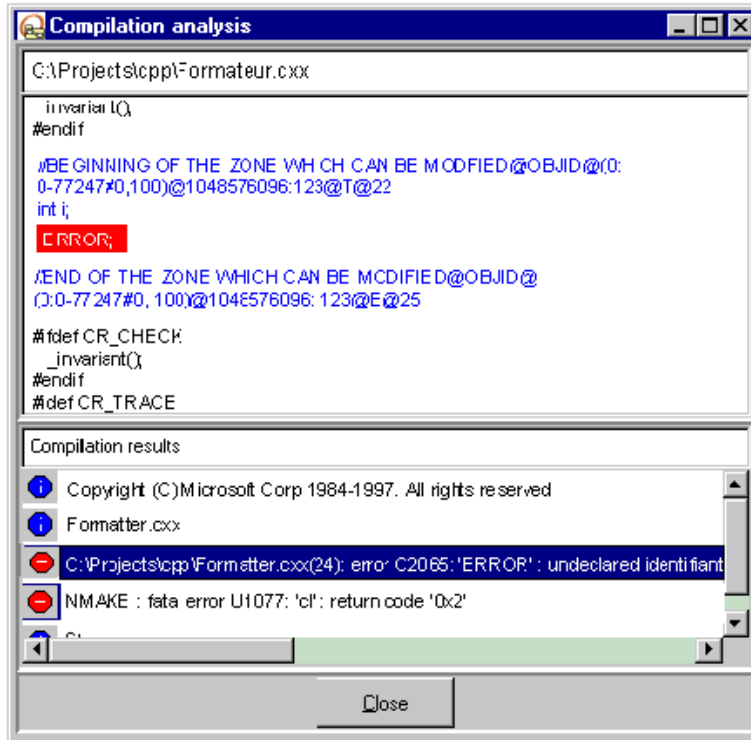 Compilation analysis
C:\Projects\cpp\Formateur.cxx
_invariant();
#endif
//BEGINNING OF THE ZONE WHICH CAN BE MODFIED@OBJID@(0:
0-77247#0,100)@1048576096:123@T@22
int i;
ERROR;
//END OF THE ZONE WHICH CAN BE MODIFIED@OBJID@
(0:0-77247#0, 100)@1048576096:123@E@25
#ifdef CR_CHECK
_invariant();
#endif
#idef CR_TRACE
Compilation results
Copyright (C)Microsoft Corp 1984-1997. All rights reserved
Formatter.cxx
C:\Projects\cpp\Formatter.cxx(24): error C2065:'ERROR' : undeclared identifiant
NMAKE : fatal error U1077: 'cl': return code '0x2'
Close